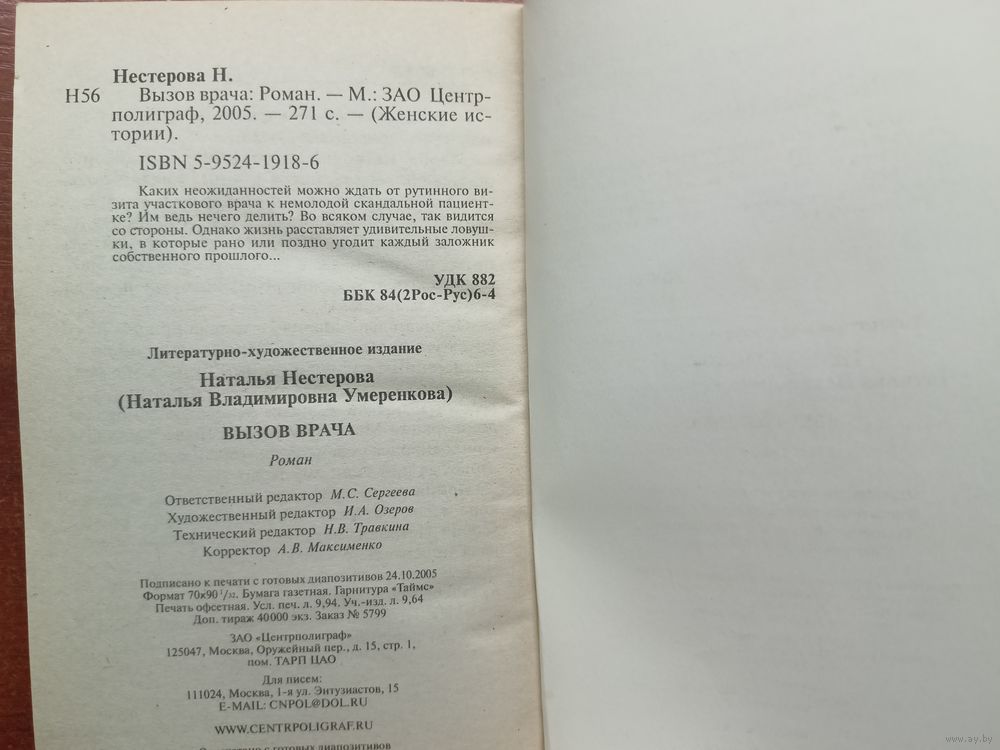 Нестерова Н.
Н56 Вызов врача: Роман. — М.: ЗАО Центр-
полиграф, 2005. — 271 с. — (Женские ис-
тории).
ISBN 5-9524-1918-6
Каких неожиданностей можно ждать от рутинного ви-
зита участкового врача к немолодой скандальной пациент-
ке? Им ведь нечего делить? Во всяком случае, так видится
со стороны. Однако жизнь расставляет удивительные ловуш-
ки, в которые рано или поздно угодит каждый заложник
собственного прошлого...
УДК 882
ББК 84(2Рос-Рус)6-4
Литературно-художественное издание
Наталья Нестерова
(Наталья Владимировна Умеренкова)
ВЫЗОВ ВРАЧА
Роман
Ответственный редактор М.С. Сергеева
Художественный редактор И.А. Озеров
Технический редактор Н.В. Травкина
Корректор А.В. Максименко
Подписано к печати с готовых диапозитивов 24.10.2005
Формат 70х90 1/32. Бумага газетная. Гарнитура «Таймс»
Печать офсетная. Усл. печ. л. 9,94. Уч.-изд. л. 9,64
Доп. тираж 40000 экз. Заказ № 5799
ЗАО «Центрполиграф»
125047, Москва, Оружейный пер., д. 15, стр. 1,
пом. ТАРП ЦАО
Для писем:
111024, Москва, 1-я ул. Энтузиастов, 15
E-MAIL: CNPOL@DOL.RU
WWW.CENTRPOLIGRAF.RU
с готовых диапозитивов
www.ay.by